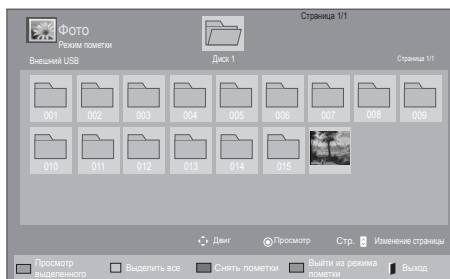 Страница 1/1
Фото
Режим пометки
Внешний USB
Диск 1
Страница 1/1
001 002 003 004 005 006 007 008 009
010 011 012 013 014 015
Двиг Просмотр Стр. Изменение страницы
Просмотр выделенного
Выделить все
Снять пометки
Выйти из режима пометки
Выход